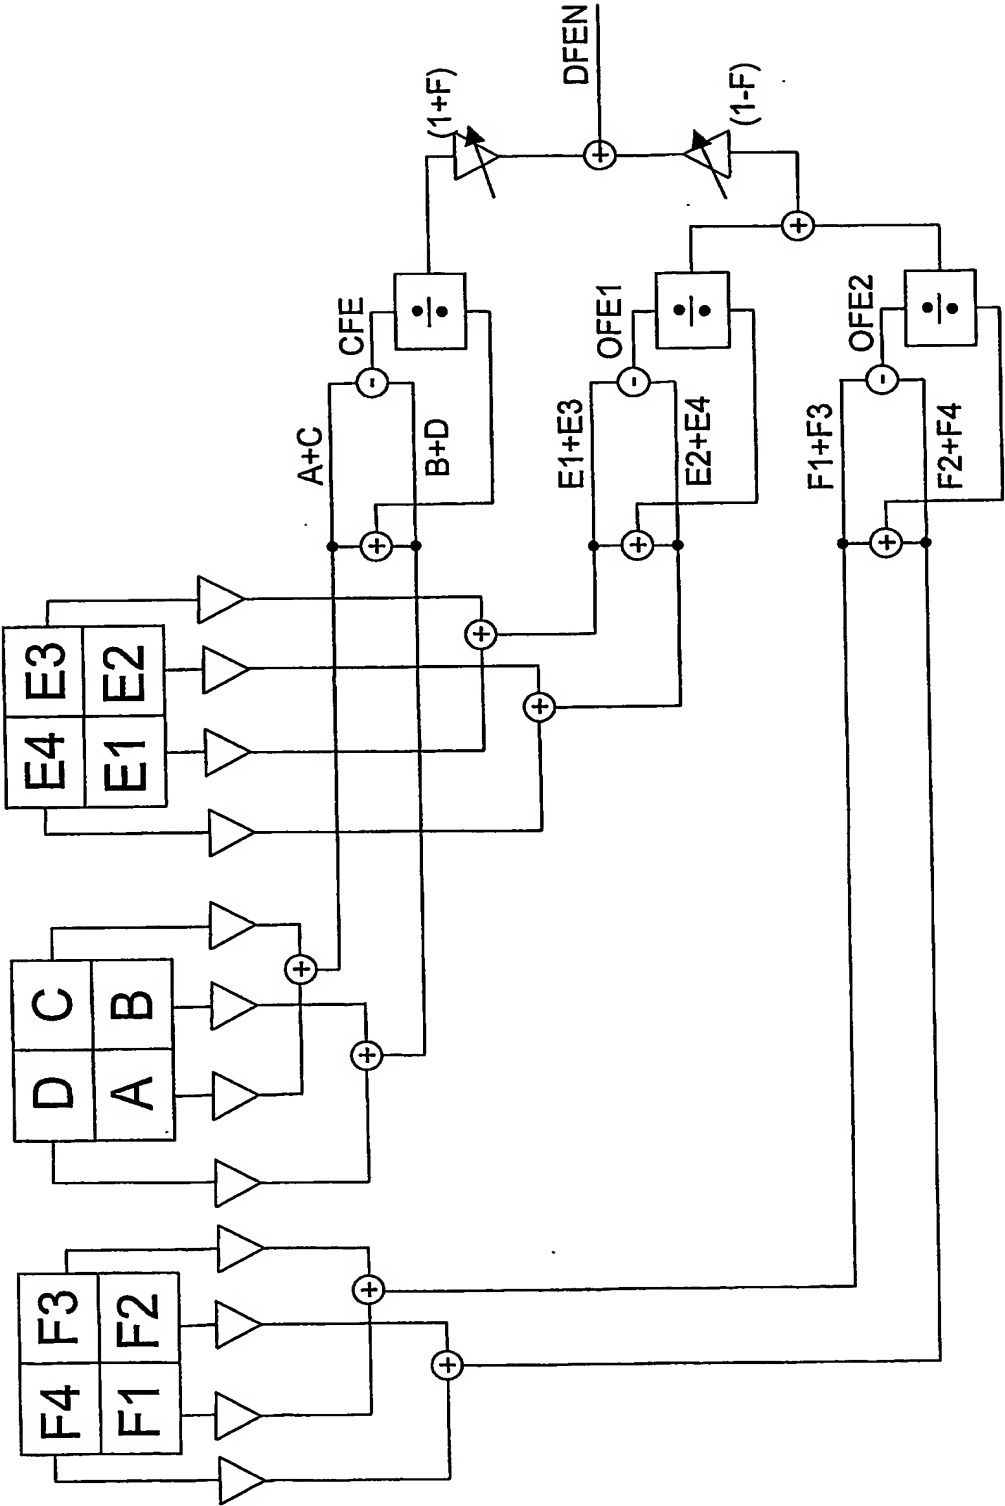 F4 F3
F1 F2
D C
A B
E4 E3
E1 E2
A+C
CFE
B+D
(1+F)
E1+E3
OFE1
E2+E4
DFEN
(1-F)
F1+F3
OFE2
F2+F4